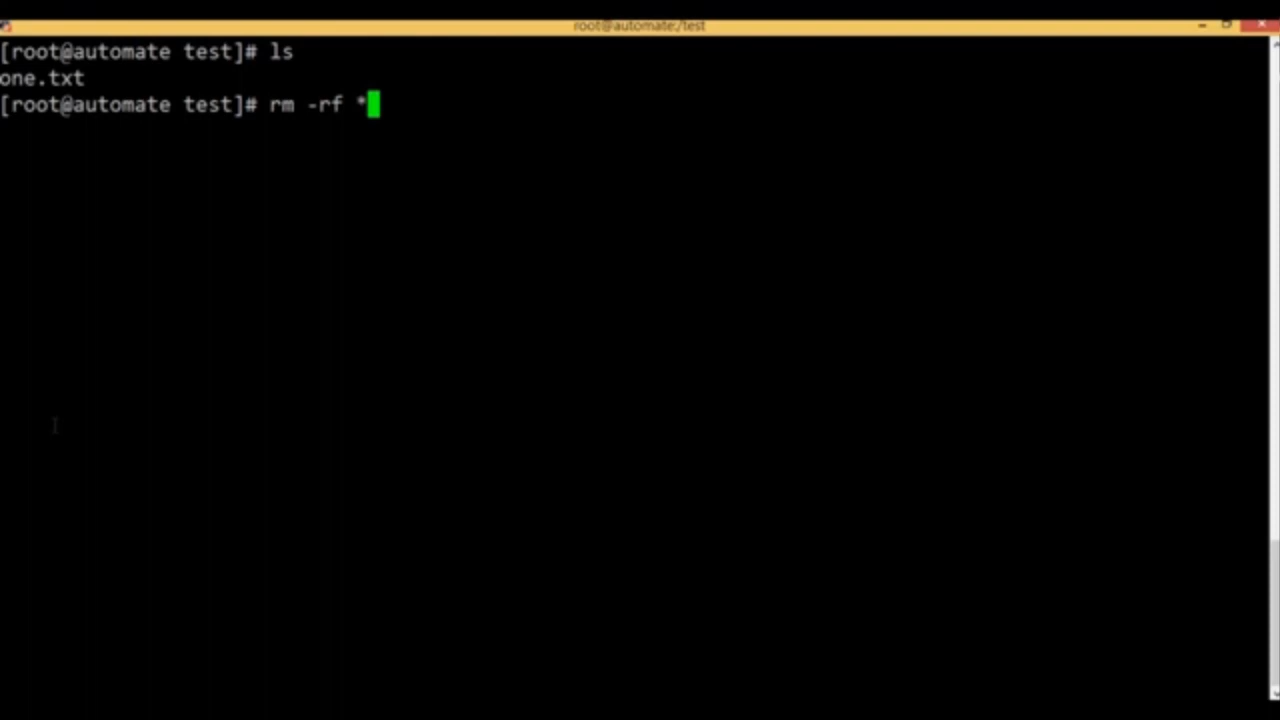 root@automate:/test
[root@automate test]# ls
one.txt
[root@automate test]# rm -rf *